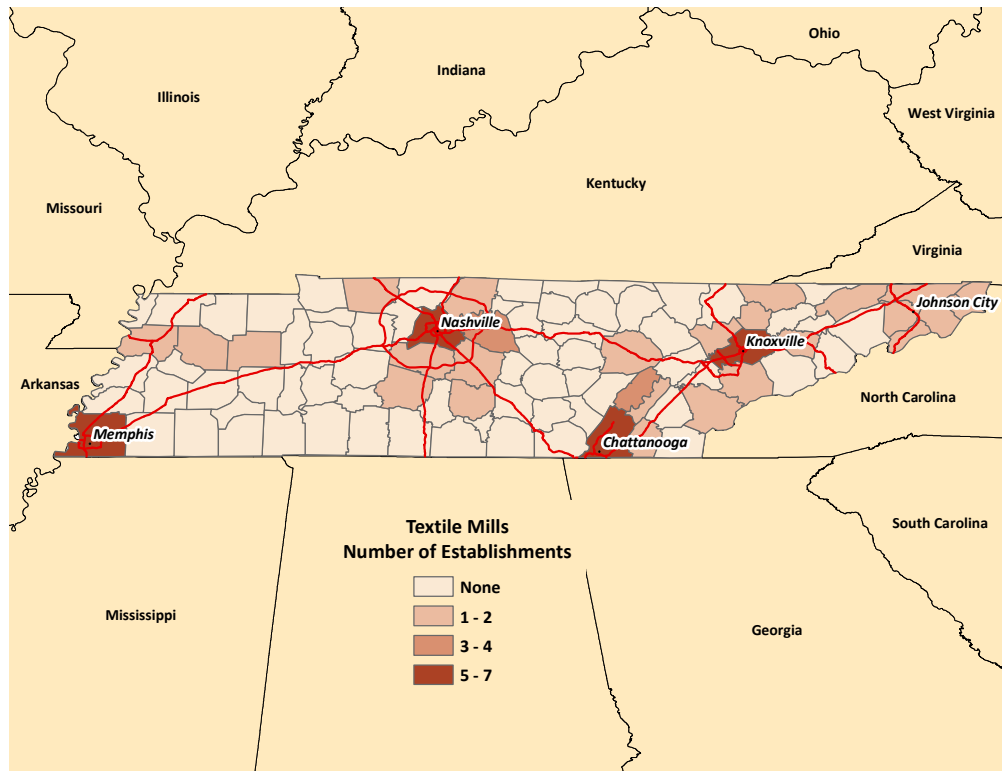 Ohio
Indiana
Illinois
West Virginia
Kentucky
Missouri
Virginia
Johnson City
Nashville
Knoxville
Arkansas
North Carolina
Memphis
Chattanooga
South Carolina
Textile Mills
Number of Establishments
None
1 - 2
Mississippi
3 - 4
Georgia
5 - 7